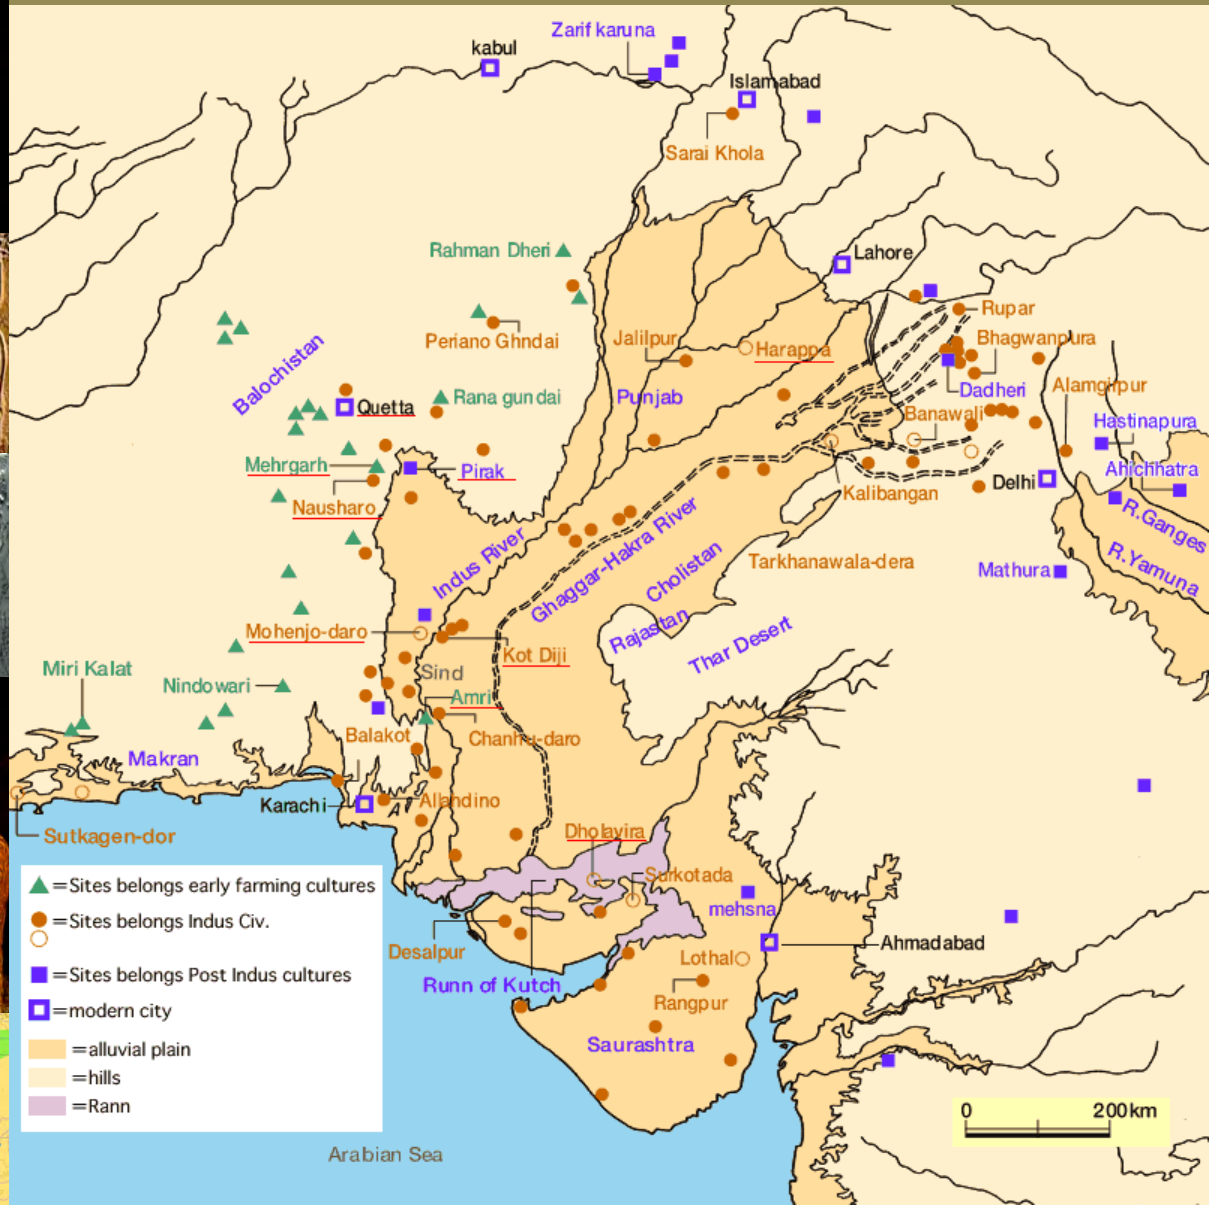 Zarif karuna
kabul
Islamabad
Sarai Khola
Rahman Dheri
Lahore
Periano Ghndai
Jalilpur
Harappa
Rupar
Bhagwanpura
Balochistan
Quetta
Rana gundai
Punjab
Dadheri
Alamgirpur
Banawali
Hastinapura
Mehrgarh
Pirak
Ahichhatra
Nausharo
Kalibangan
Delhi
R.Ganges
Indus River
Ghaggar-Hakra River
Cholistan
Tarkhanawala-dera
Mathura
R.Yamuna
Mohenjo-daro
Kot Diji
Rajastan
Thar Desert
Miri Kalat
Nindowari
Sind
Amri
Balakot
Chanhu-daro
Makran
Karachi
Allandino
Sutkagen-dor
Dholavira
Surkotada
mehsna
Desalpur
Ahmadabad
Lothal
Runn of Kutch
Rangpur
Saurashtra
=Sites belongs early farming cultures
=Sites belongs Indus Civ.
=Sites belongs Post Indus cultures
=modern city
=alluvial plain
=hills
=Rann
0 200km
Arabian Sea